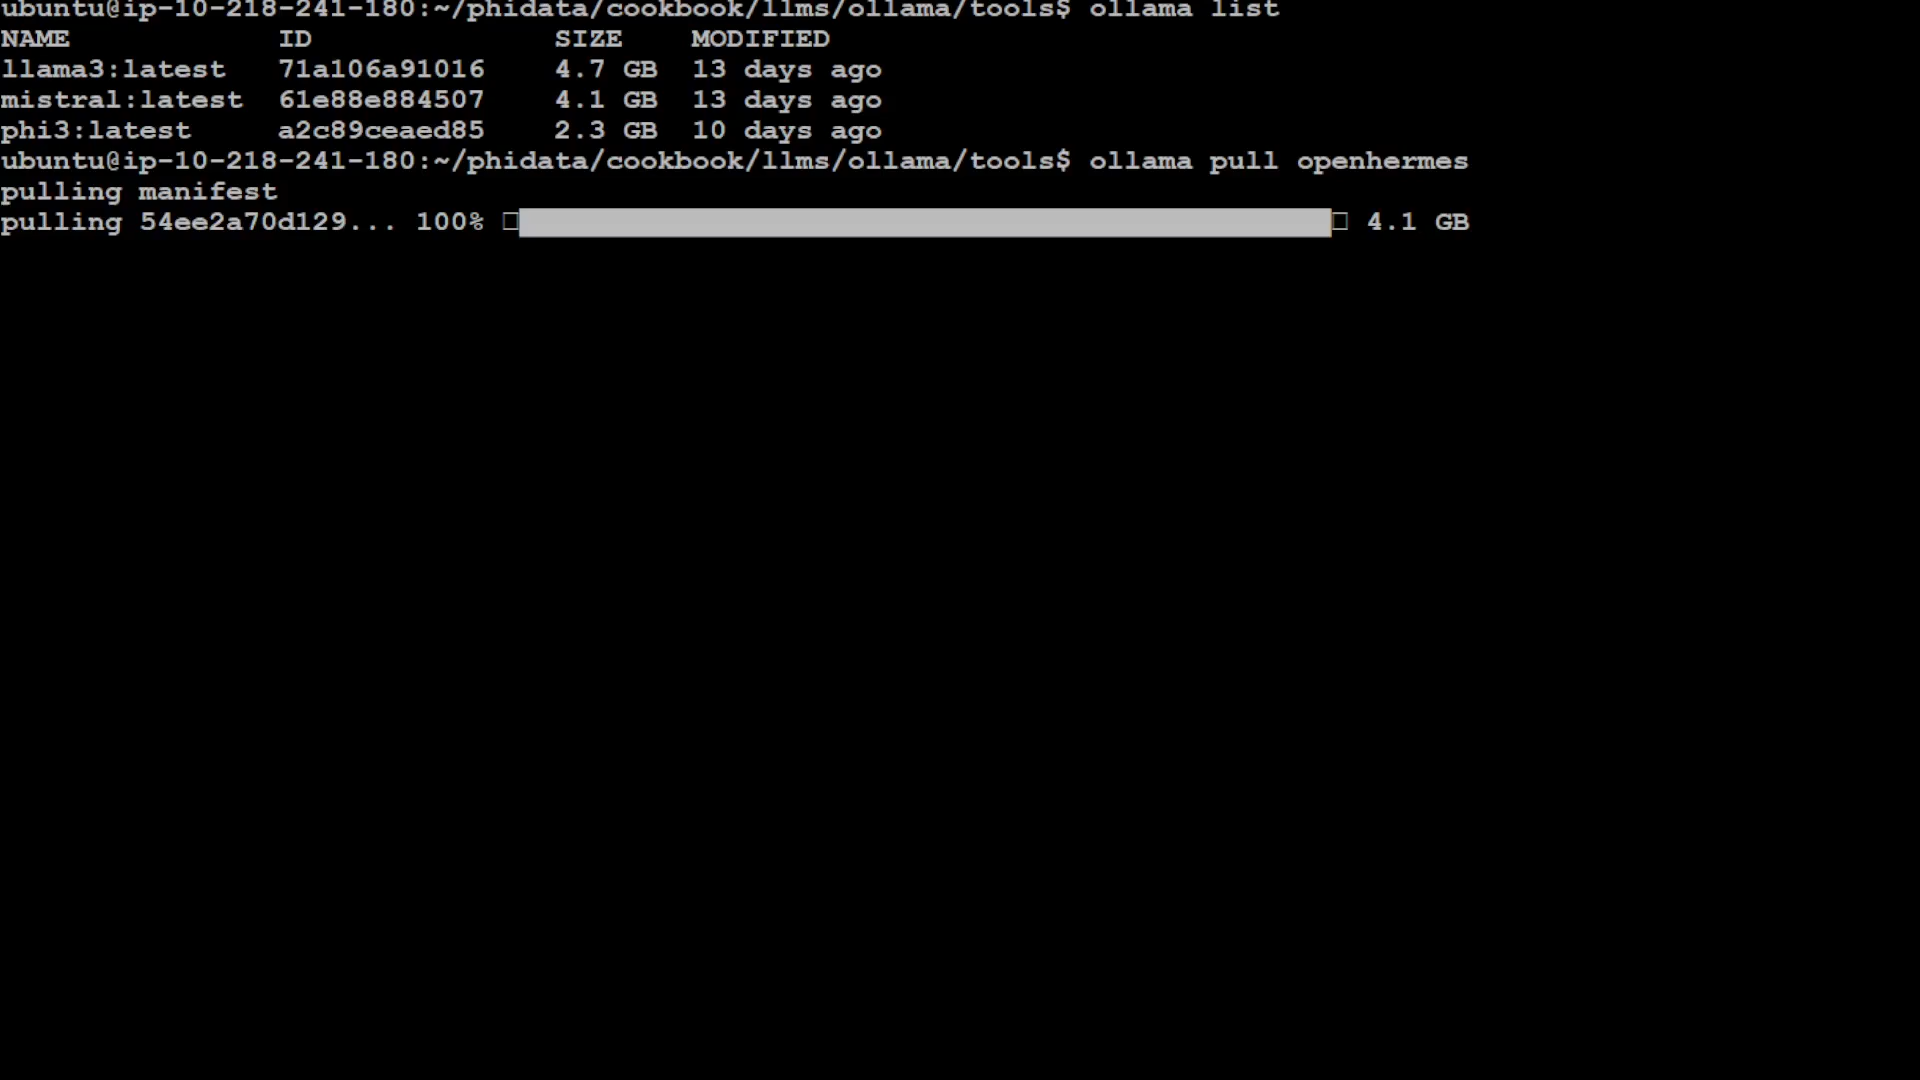 ubuntu@ip-10-218-241-180:~/phidata/cookbook/llms/ollama/tools$ ollama list
NAME ID SIZE MODIFIED
llama3:latest 71a106a91016 4.7 GB 13 days ago
mistral:latest 61e88e884507 4.1 GB 13 days ago
phi3:latest a2c89ceaed85 2.3 GB 10 days ago
ubuntu@ip-10-218-241-180:~/phidata/cookbook/llms/ollama/tools$ ollama pull openhermes
pulling manifest
pulling 54ee2a70d129... 100% 4.1 GB